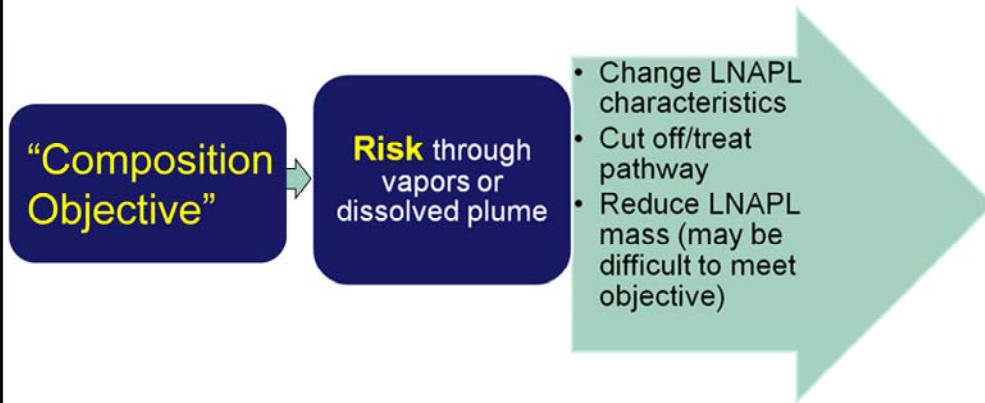 “Composition
Objective”
Risk through
vapors or
dissolved plume
• Change LNAPL
characteristics
• Cut off/treat
pathway
• Reduce LNAPL
mass (may be
difficult to meet
objective)